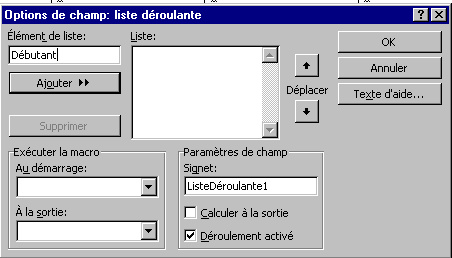 Options de champ: liste déroulante
Élément de liste:
Débutant
Ajouter
Supprimer
Liste:
Déplacer
OK
Annuler
Texte d'aide...
Exécuter la macro
Au démarrage:
À la sortie:
Paramètres de champ
Signet:
ListeDéroulante1
Calculer à la sortie
Déroulement activé